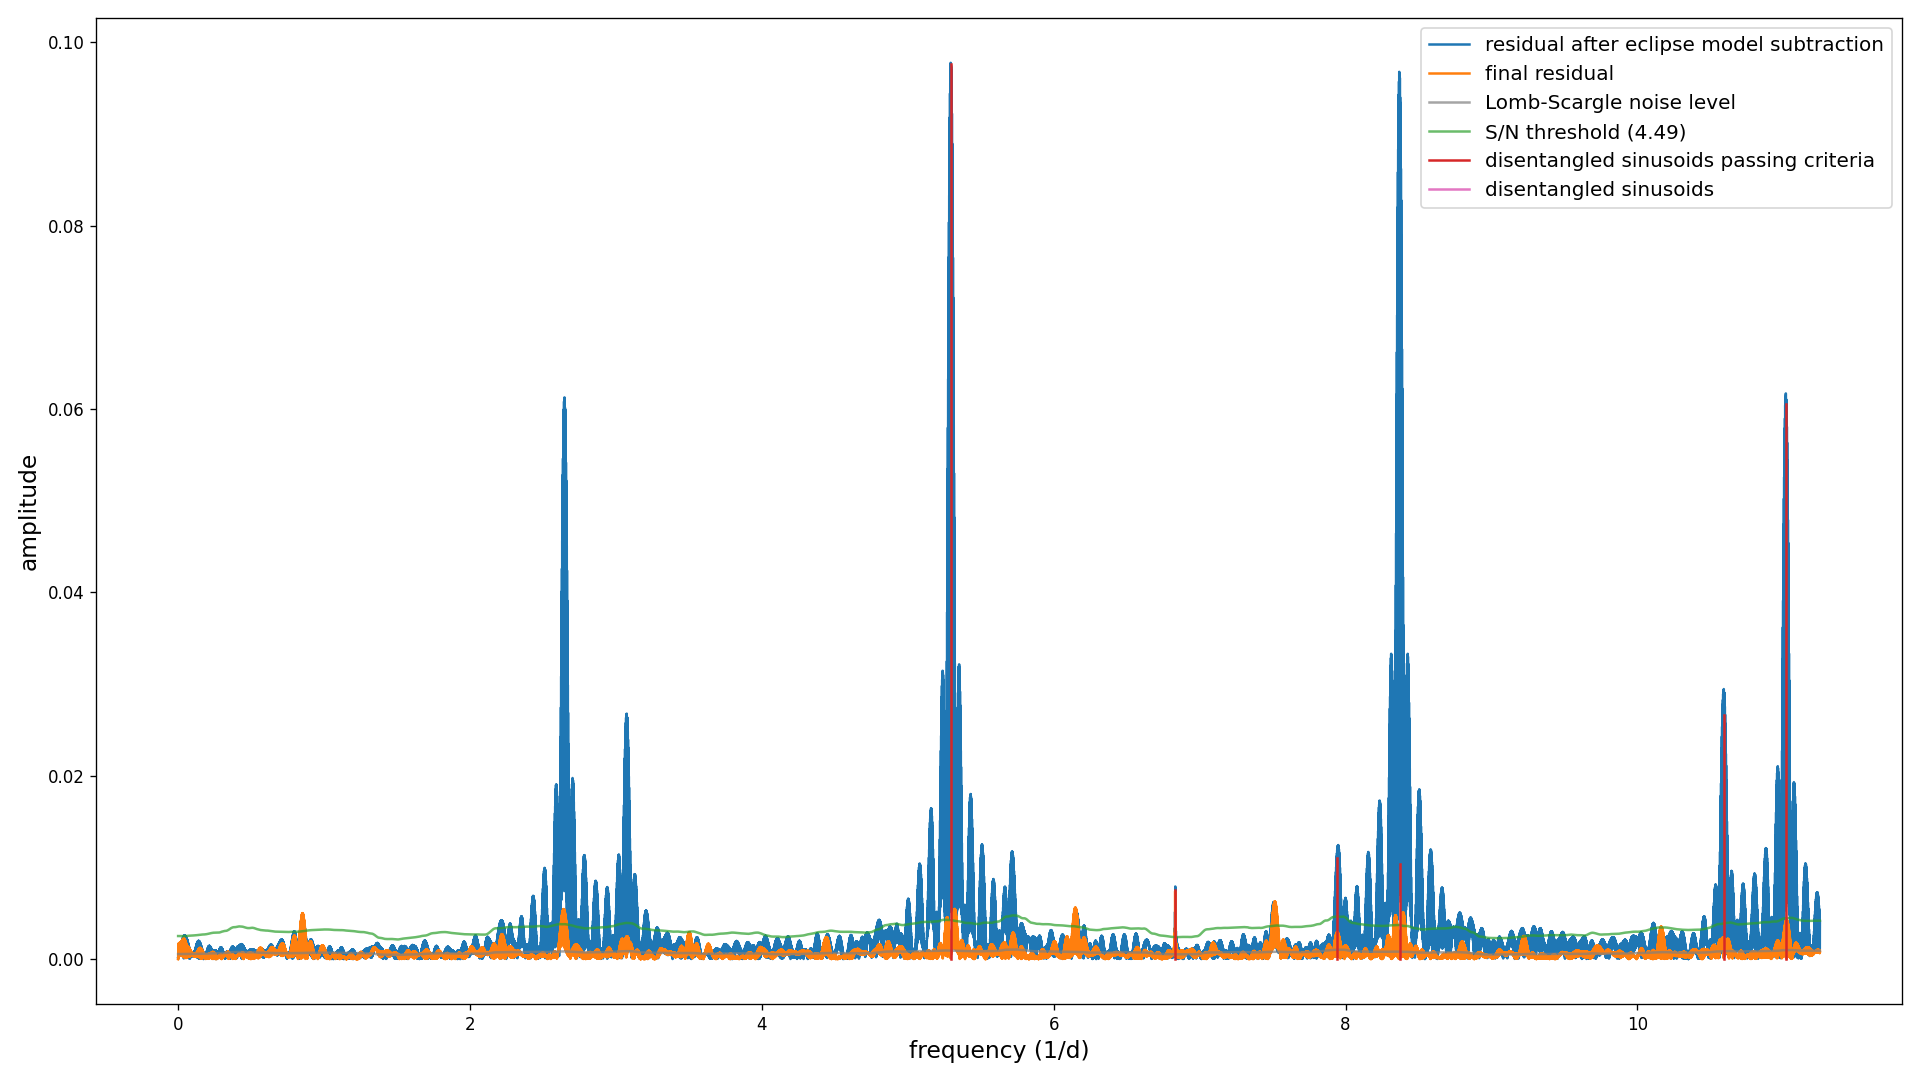 0.10
0.08
0.06
0.04
0.02
0.00
amplitude
0
2
4
6
8
10
frequency (1/d)
residual after eclipse model subtraction
final residual
Lomb-Scargle noise level
S/N threshold (4.49)
disentangled sinusoids passing criteria
disentangled sinusoids